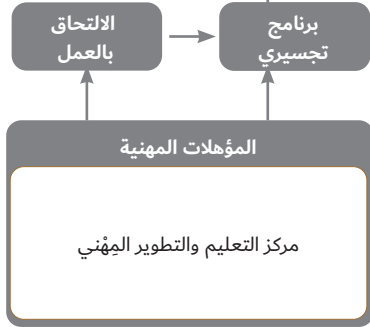 برنامج
تجسيري
الالتحاق
بالعمل
المؤهلات المهنية
مركز التعليم والتطوير المِهْني